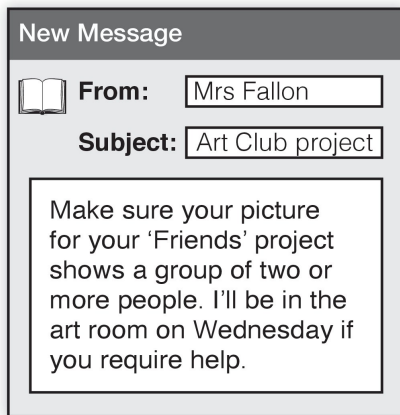 New Message
From: Mrs Fallon
Subject: Art Club project
Make sure your picture
for your ‘Friends’ project
shows a group of two or
more people. I’ll be in the
art room on Wednesday if
you require help.